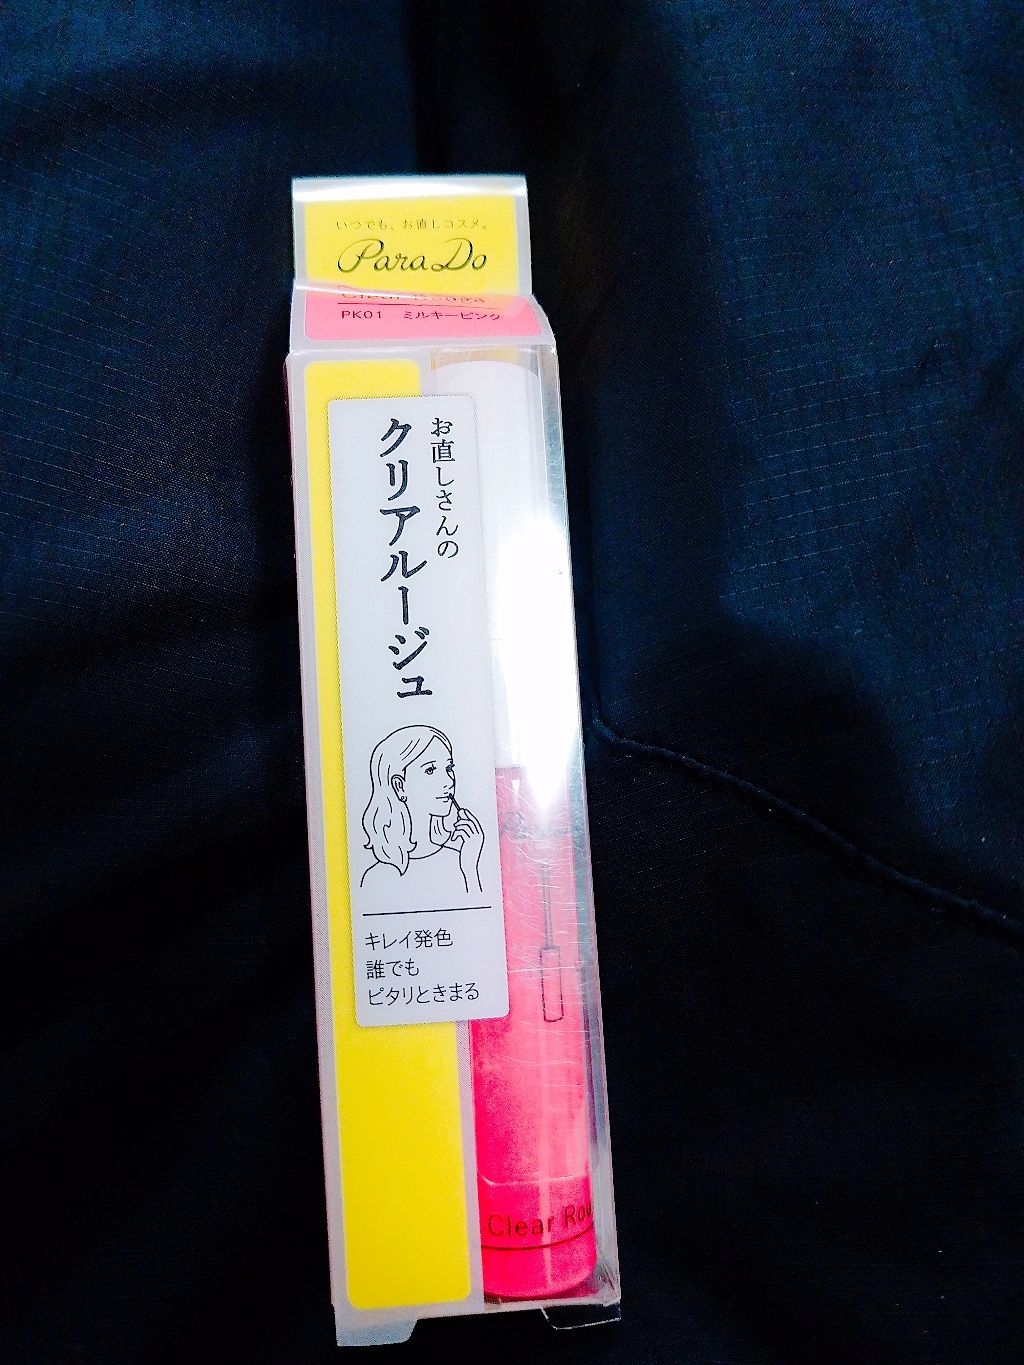 いつでも、お直しコスメ。
ParaDo
Clear Rouge
PK01 ミルキーピンク
お直しさんの
クリアルージュ
キレイ発色
誰でも
ピタリときまる
Clear Rou